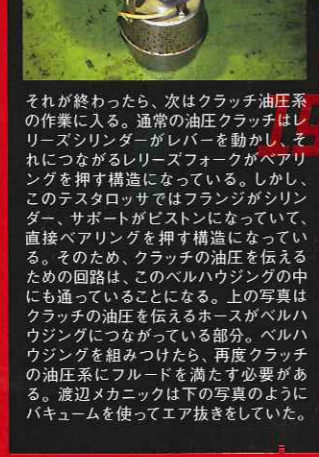 それが終わったら、次はクラッチ油圧系
の作業に入る。通常の油圧クラッチはレ
リーズシリンダーがレバーを動かし、そ
れにつながるレリーズフォークがベアリ
ングを押す構造になっている。しかし、
このテスタロッサではフランジがシリン
ダー、サポートがピストンになっていて、
直接ベアリングを押す構造になってい
る。そのため、クラッチの油圧を伝える
ための回路は、このベルハウジングの中
にも通っていることになる。上の写真は
クラッチの油圧を伝えるホースがベルハ
ウジングにつながっている部分。ベルハ
ウジングを組みつけたら、再度クラッチ
の油圧系にフルードを満たす必要があ
る。渡辺メカニックは下の写真のように
バキュームを使ってエア抜きをしていた。